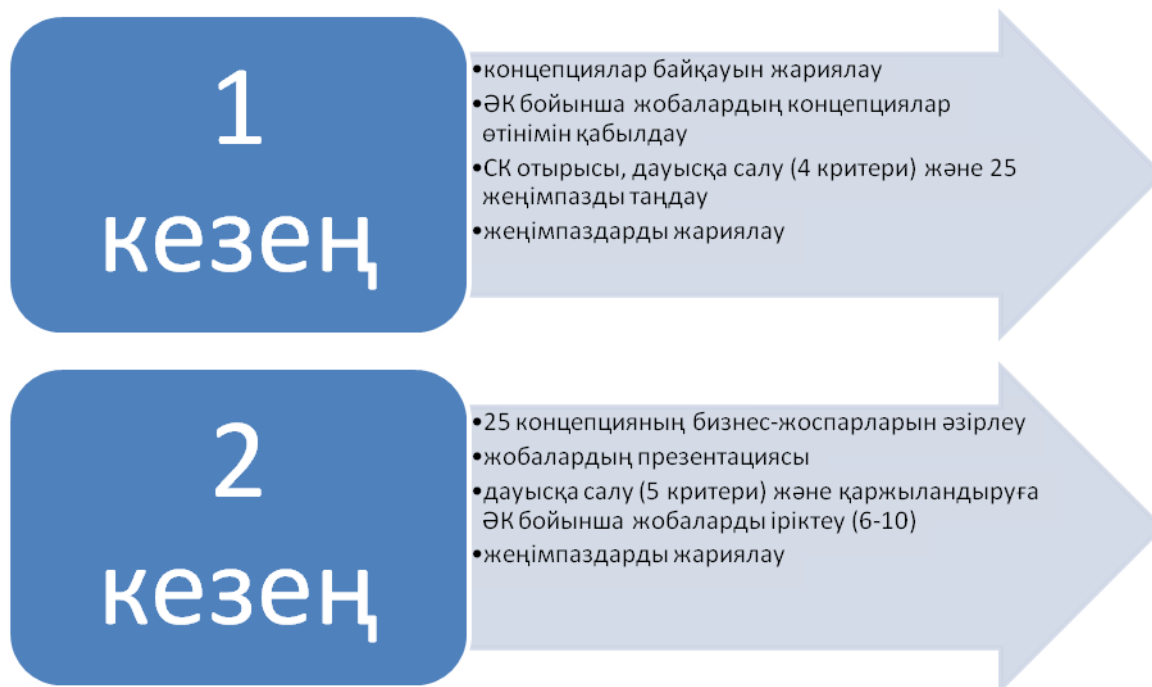 1
кезең
•концепциялар байқауын жариялау
•ӘК бойынша жобалардың концепциялар
өтінімін қабылдау
•СК отырысы, дауысқа салу (4 критери) және 25
жеңімпазды таңдау
•жеңімпаздарды жариялау
2
кезең
•25 концепцияның бизнес-жоспарларын әзірлеу
•жобалардың презентациясы
•дауысқа салу (5 критери) және қаржыландыруға
ӘК бойынша жобаларды іріктеу (6-10)
•жеңімпаздарды жариялау